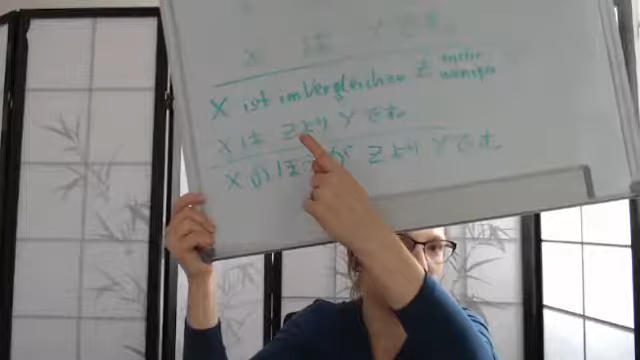 X は Y です。
X ist im Vergleich zu Z mehr
weniger
X は Zより Y です。
X の ほうが Zより Y です。